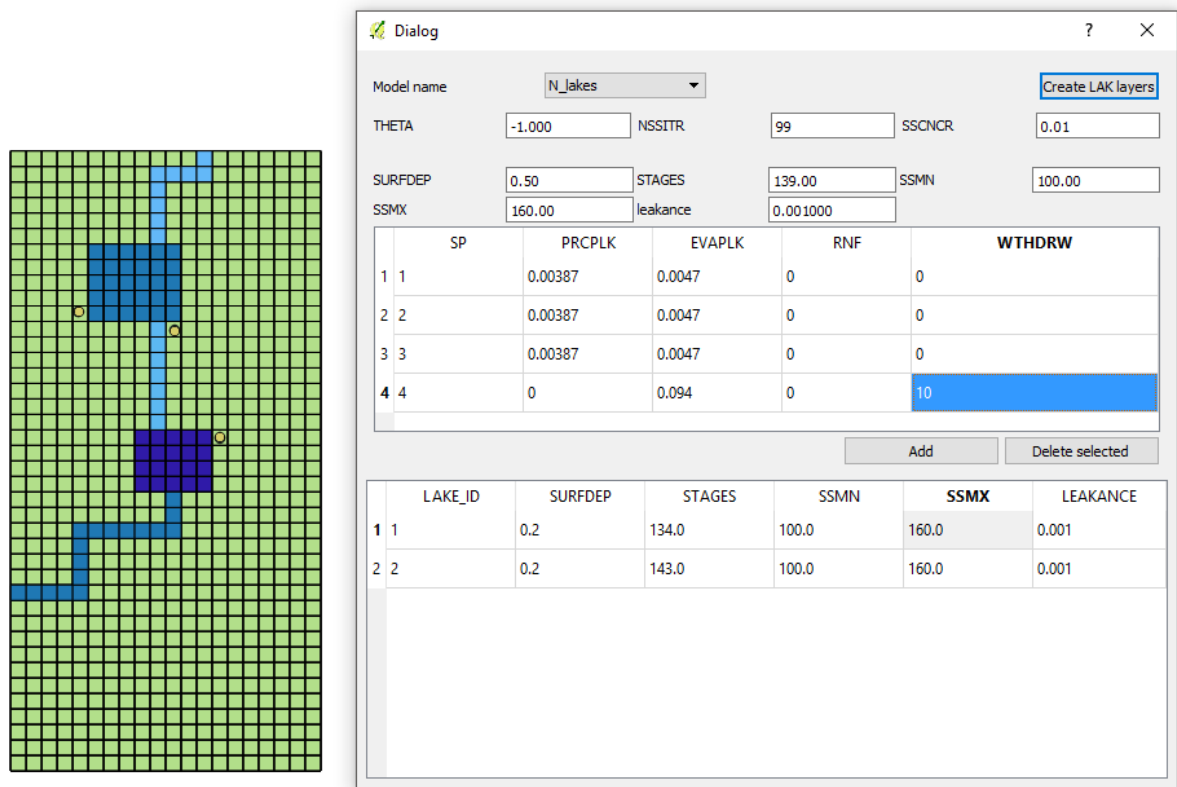 Dialog ?
Model name N_lakes Create LAK layers
THETA -1.000 NSSITR 99 SSCNCR 0.01
SURFDEP 0.50 STAGES 139.00 SSMN 100.00
SSMX 160.00 leakance 0.001000
SP PRCPLK EVAPLK RNF WTHDRW
1 1 0.00387 0.0047 0 0
2 2 0.00387 0.0047 0 0
3 3 0.00387 0.0047 0 0
4 4 0 0.094 0 10
Add Delete selected
LAKE_ID SURFDEP STAGES SSMN SSMX LEAKANCE
1 1 0.2 134.0 100.0 160.0 0.001
2 2 0.2 143.0 100.0 160.0 0.001